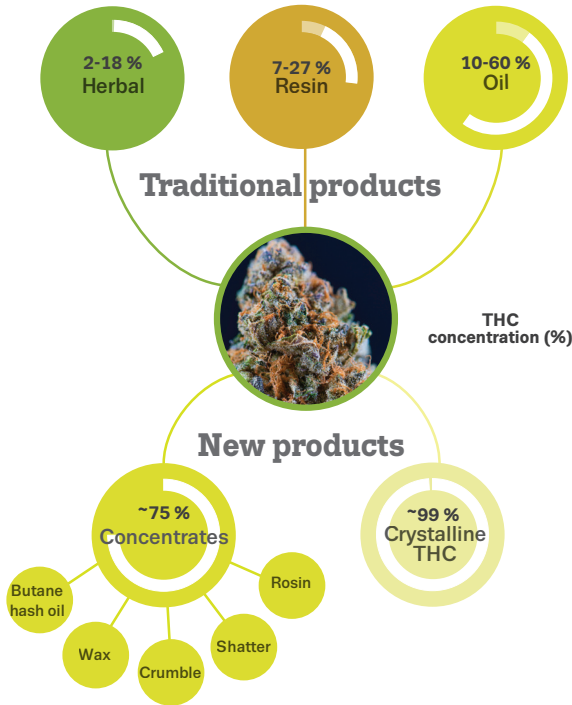 2-18 %
Herbal
7-27 %
Resin
10-60 %
Oil
Traditional products
THC
concentration (%)
New products
~75 %
Concentrates
~99 %
Crystalline
THC
Butane
hash oil
Wax
Crumble
Shatter
Rosin